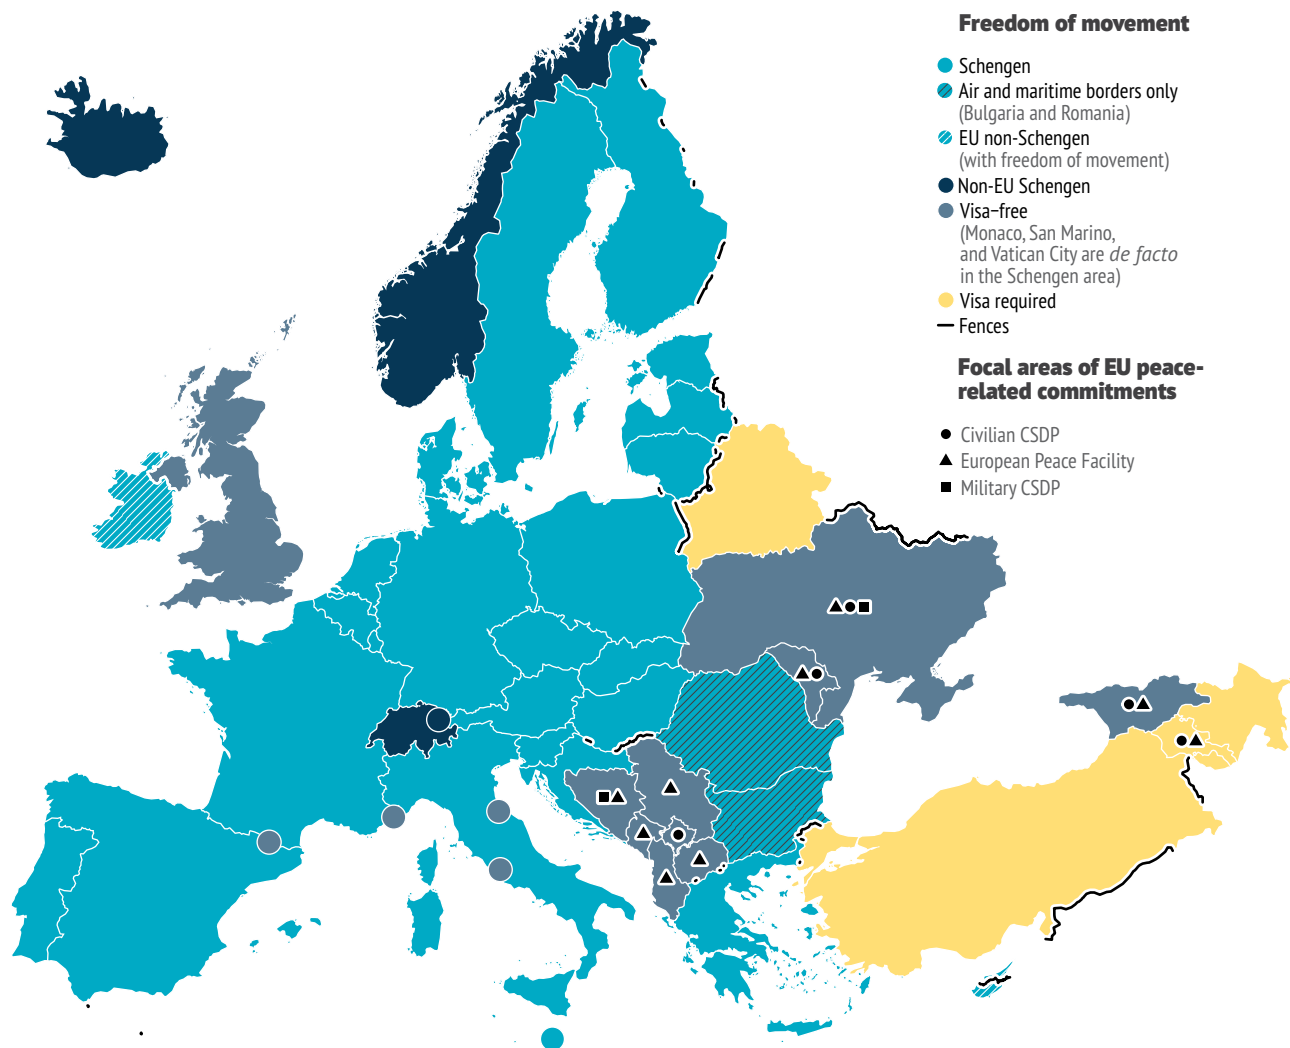 Freedom of movement
Schengen
Air and maritime borders only
(Bulgaria and Romania)
EU non-Schengen
(with freedom of movement)
Non-EU Schengen
Visa–free
(Monaco, San Marino,
and Vatican City are de facto
in the Schengen area)
Visa required
Fences
Focal areas of EU peace-
related commitments
Civilian CSDP
European Peace Facility
Military CSDP